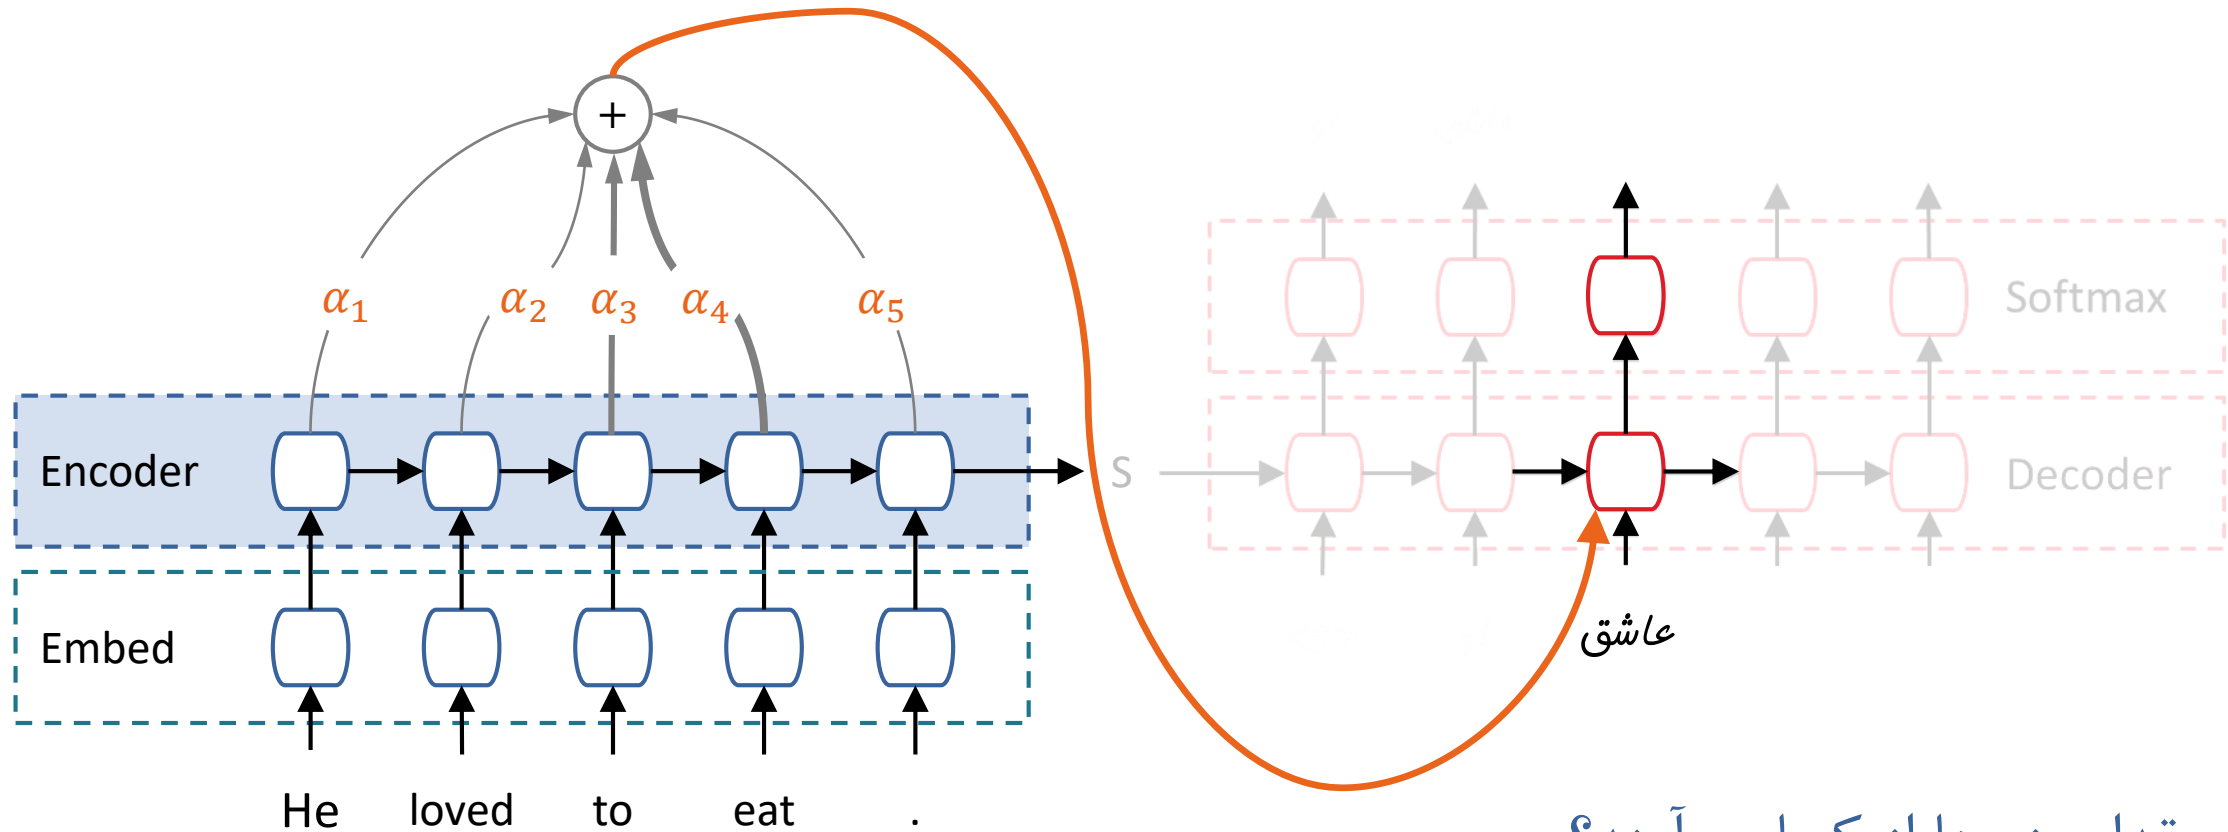 +
α₁ α₂ α₃ α₄ α₅
Softmax
Encoder
S
Decoder
Embed
عاشق
He loved to eat .